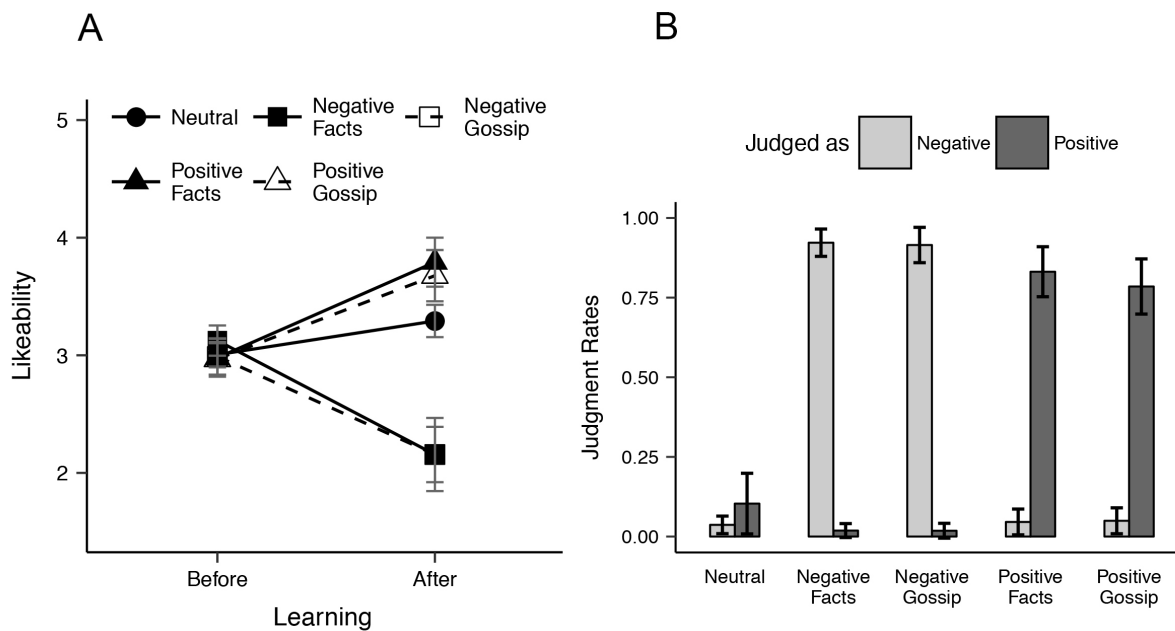 A
Neutral
Negative
Facts
Negative
Gossip
Positive
Facts
Positive
Gossip
5
4
3
2
Likeability
Before
After
Learning
B
Judged as
Negative
Positive
1.00
0.75
0.50
0.25
0.00
Judgment Rates
Neutral
Negative
Facts
Negative
Gossip
Positive
Facts
Positive
Gossip